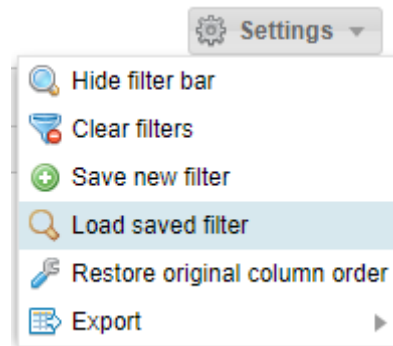 Settings
Hide filter bar
Clear filters
Save new filter
Load saved filter
Restore original column order
Export